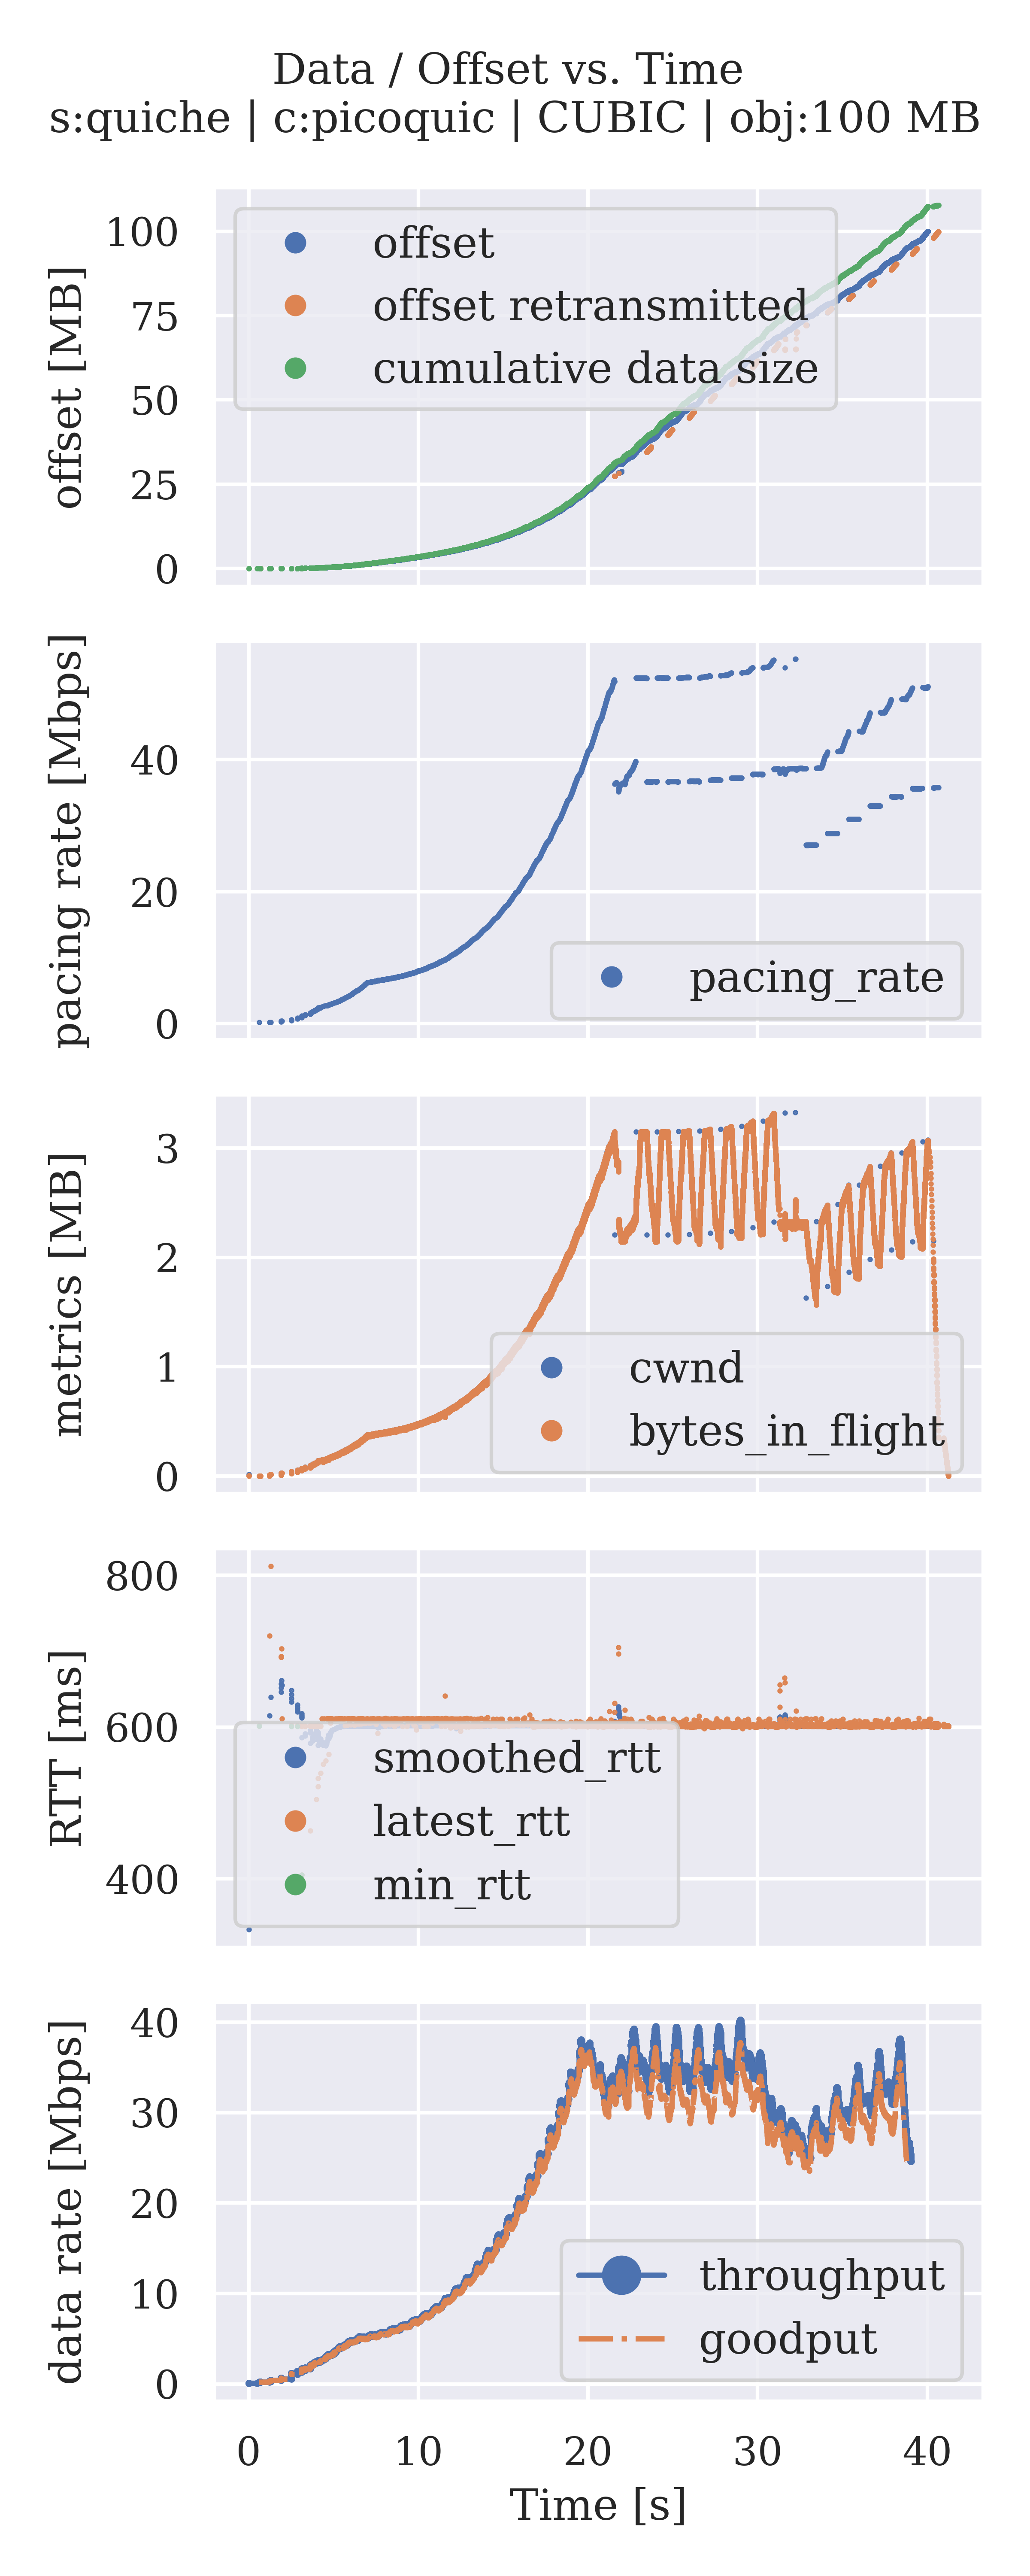 Data / Offset vs. Time
s:quiche | c:picoquic | CUBIC | obj:100 MB
offset [MB]
100
75
50
25
0
offset
offset retransmitted
cumulative data size
pacing rate [Mbps]
40
20
0
pacing_rate
metrics [MB]
3
2
1
0
cwnd
bytes_in_flight
RTT [ms]
800
600
400
smoothed_rtt
latest_rtt
min_rtt
data rate [Mbps]
40
30
20
10
0
throughput
goodput
0 10 20 30 40
Time [s]